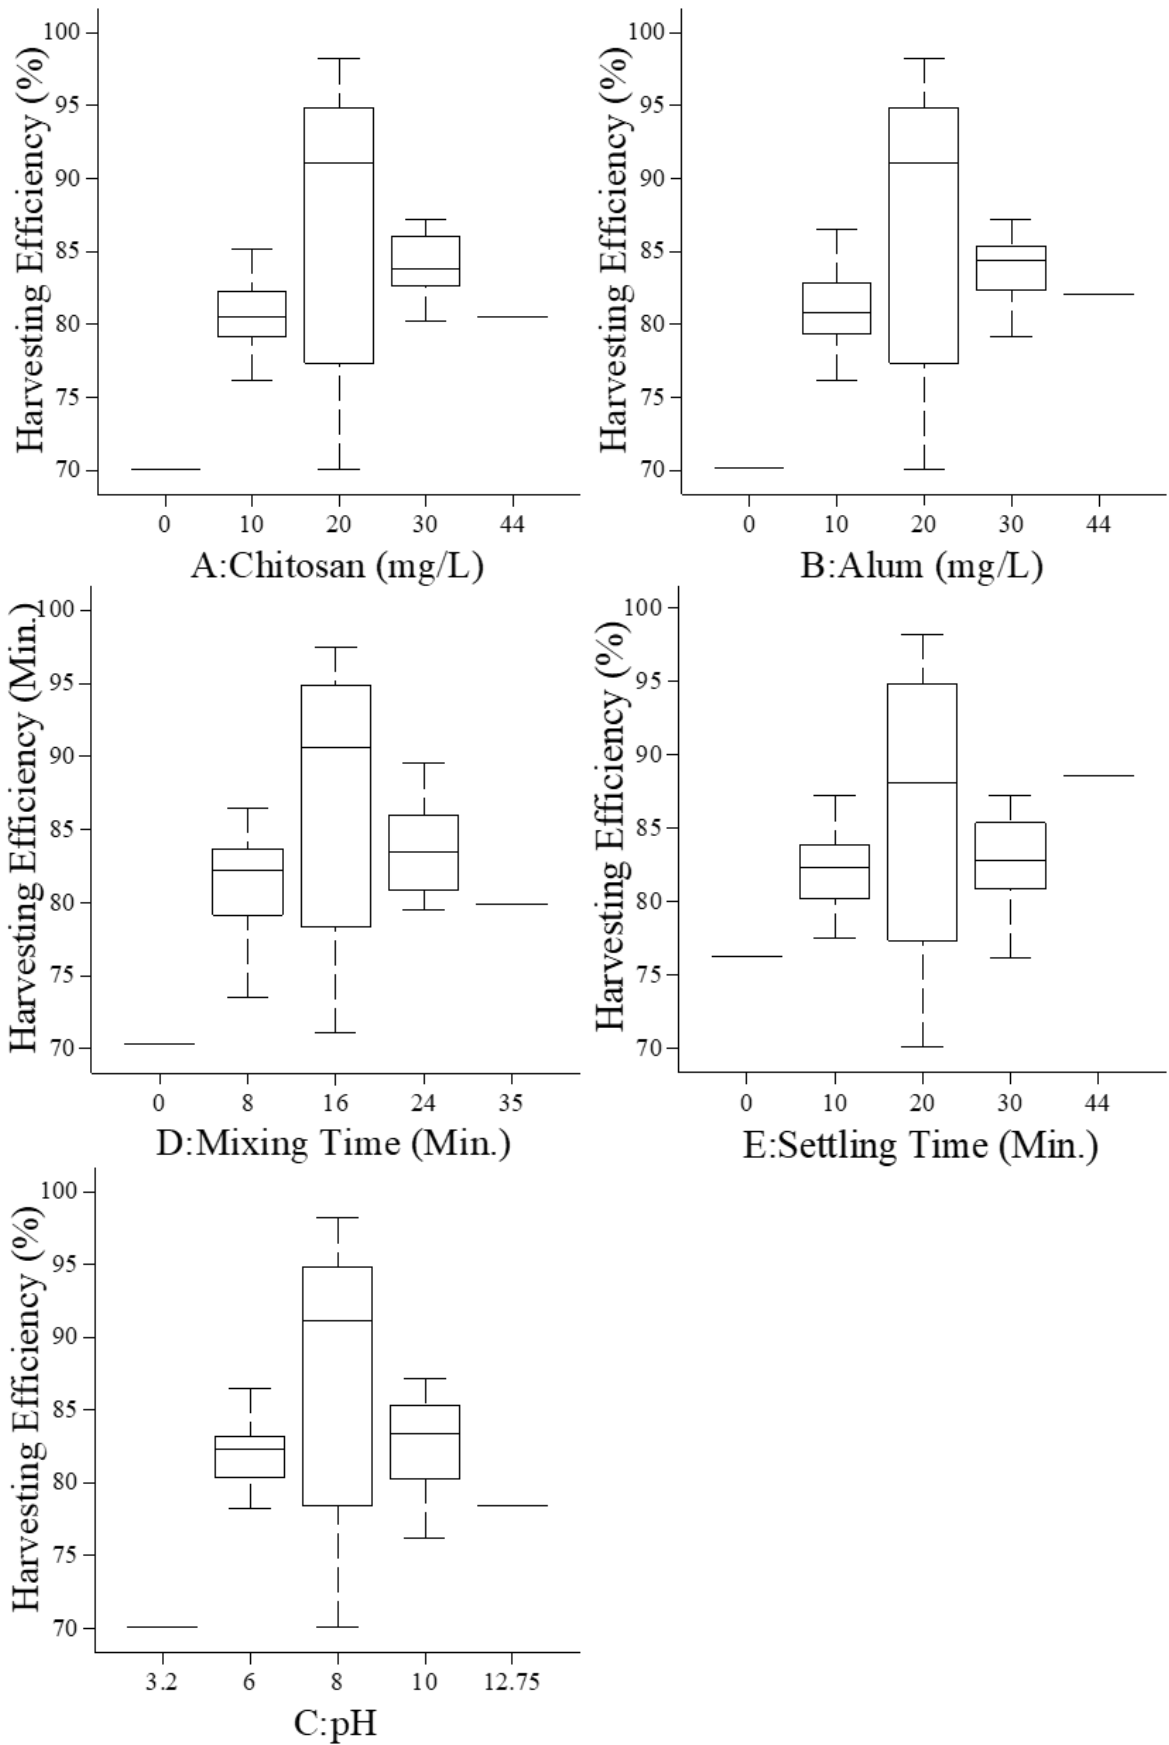 Harvesting Efficiency (%)
100
95
90
85
80
75
70
0 10 20 30 44
A:Chitosan (mg/L)
Harvesting Efficiency (%)
100
95
90
85
80
75
70
0 10 20 30 44
B:Alum (mg/L)
Harvesting Efficiency (Min.)
100
95
90
85
80
75
70
0 8 16 24 35
D:Mixing Time (Min.)
Harvesting Efficiency (%)
100
95
90
85
80
75
70
0 10 20 30 44
E:Settling Time (Min.)
Harvesting Efficiency (%)
100
95
90
85
80
75
70
3.2 6 8 10 12.75
C:pH